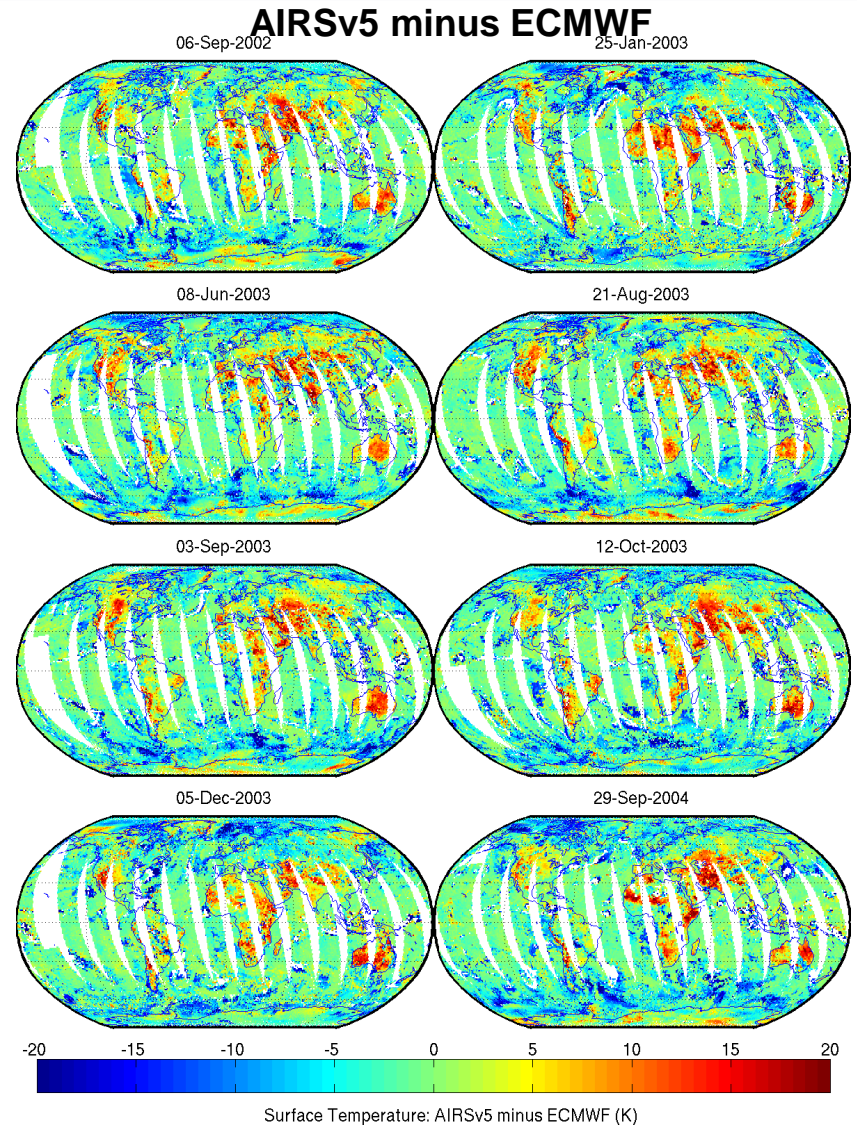 AIRSv5 minus ECMWF
06-Sep-2002
25-Jan-2003
08-Jun-2003
21-Aug-2003
03-Sep-2003
12-Oct-2003
05-Dec-2003
29-Sep-2004
-20 -15 -10 -5 0 5 10 15 20
Surface Temperature: AIRSv5 minus ECMWF (K)